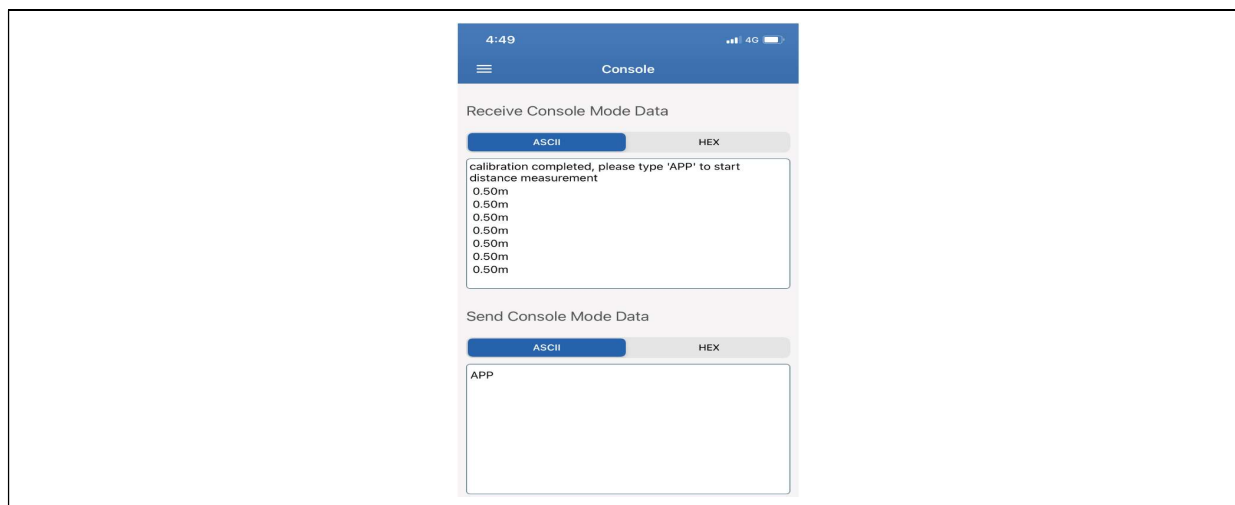 4:49
4G
Console
Receive Console Mode Data
ASCII HEX
calibration completed, please type 'APP' to start
distance measurement
0.50m
0.50m
0.50m
0.50m
0.50m
0.50m
0.50m
Send Console Mode Data
ASCII HEX
APP